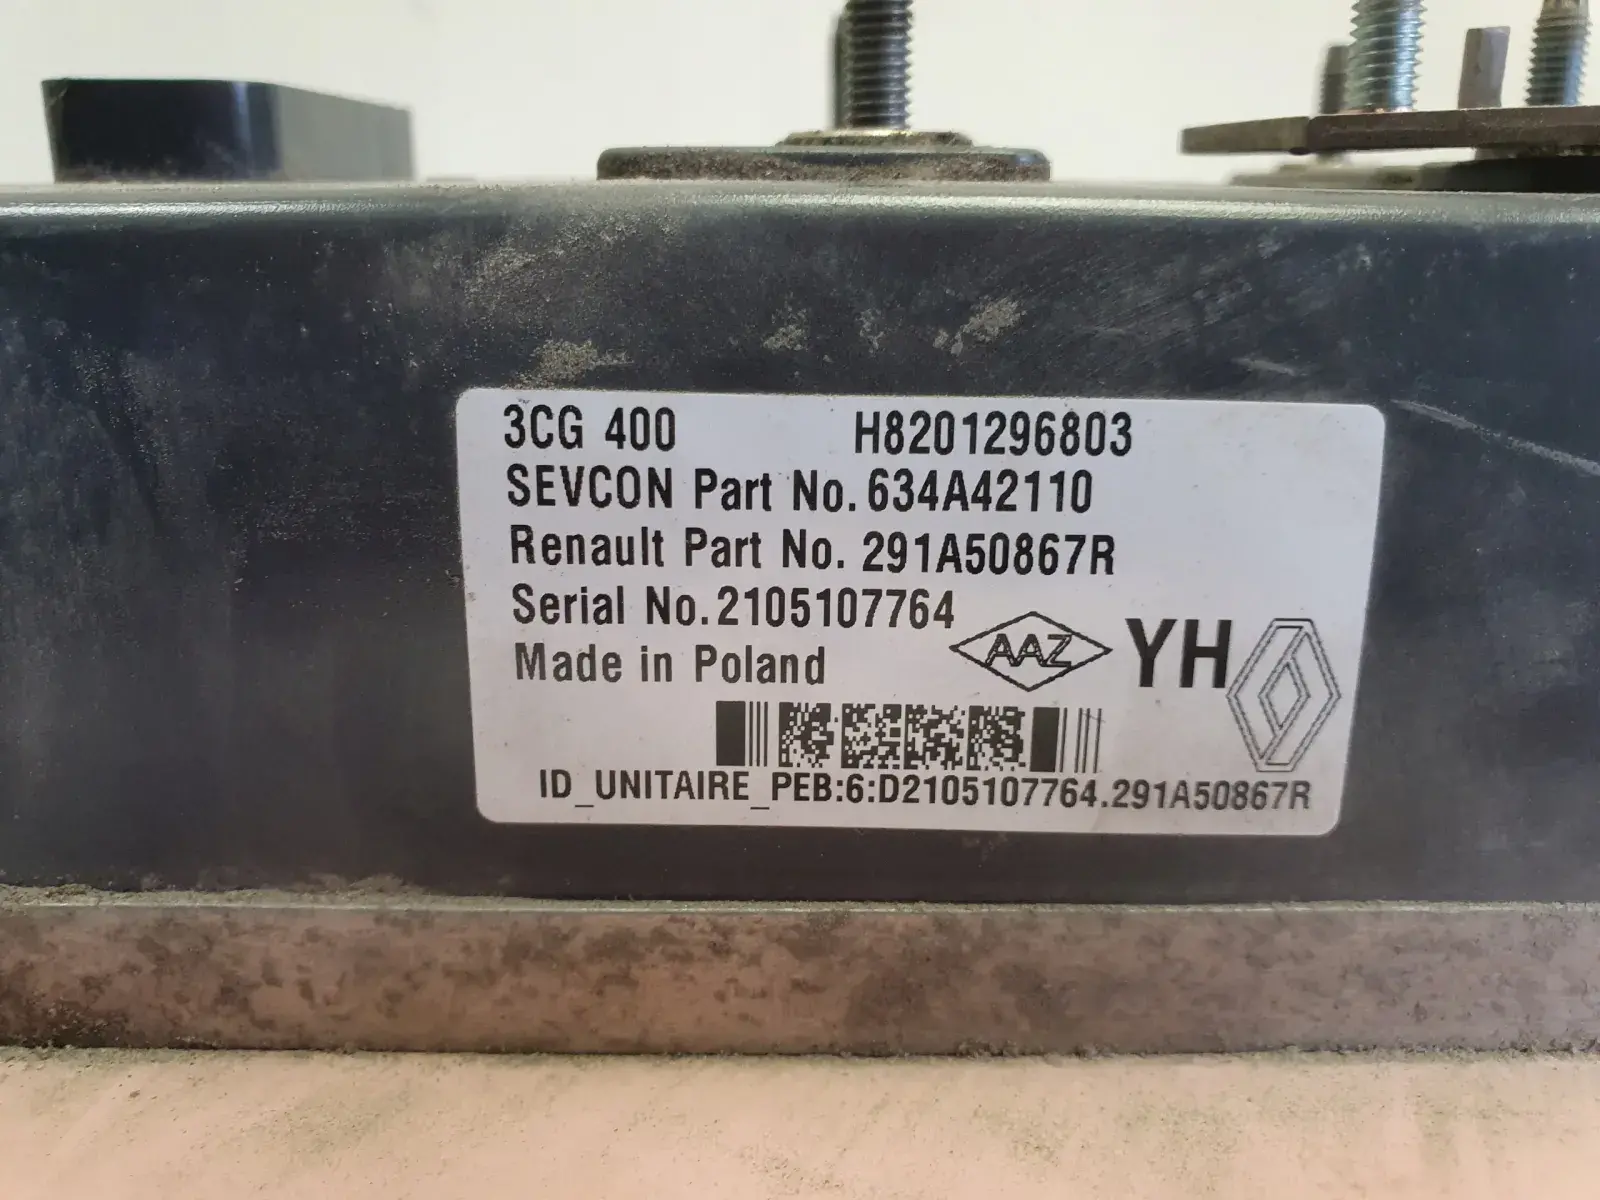 3CG 400 H8201296803
SEVCON Part No. 634A42110
Renault Part No. 291A50867R
Serial No. 2105107764
Made in Poland
AAZ YH
ID_UNITAIRE_PEB:6:D2105107764.291A50867R